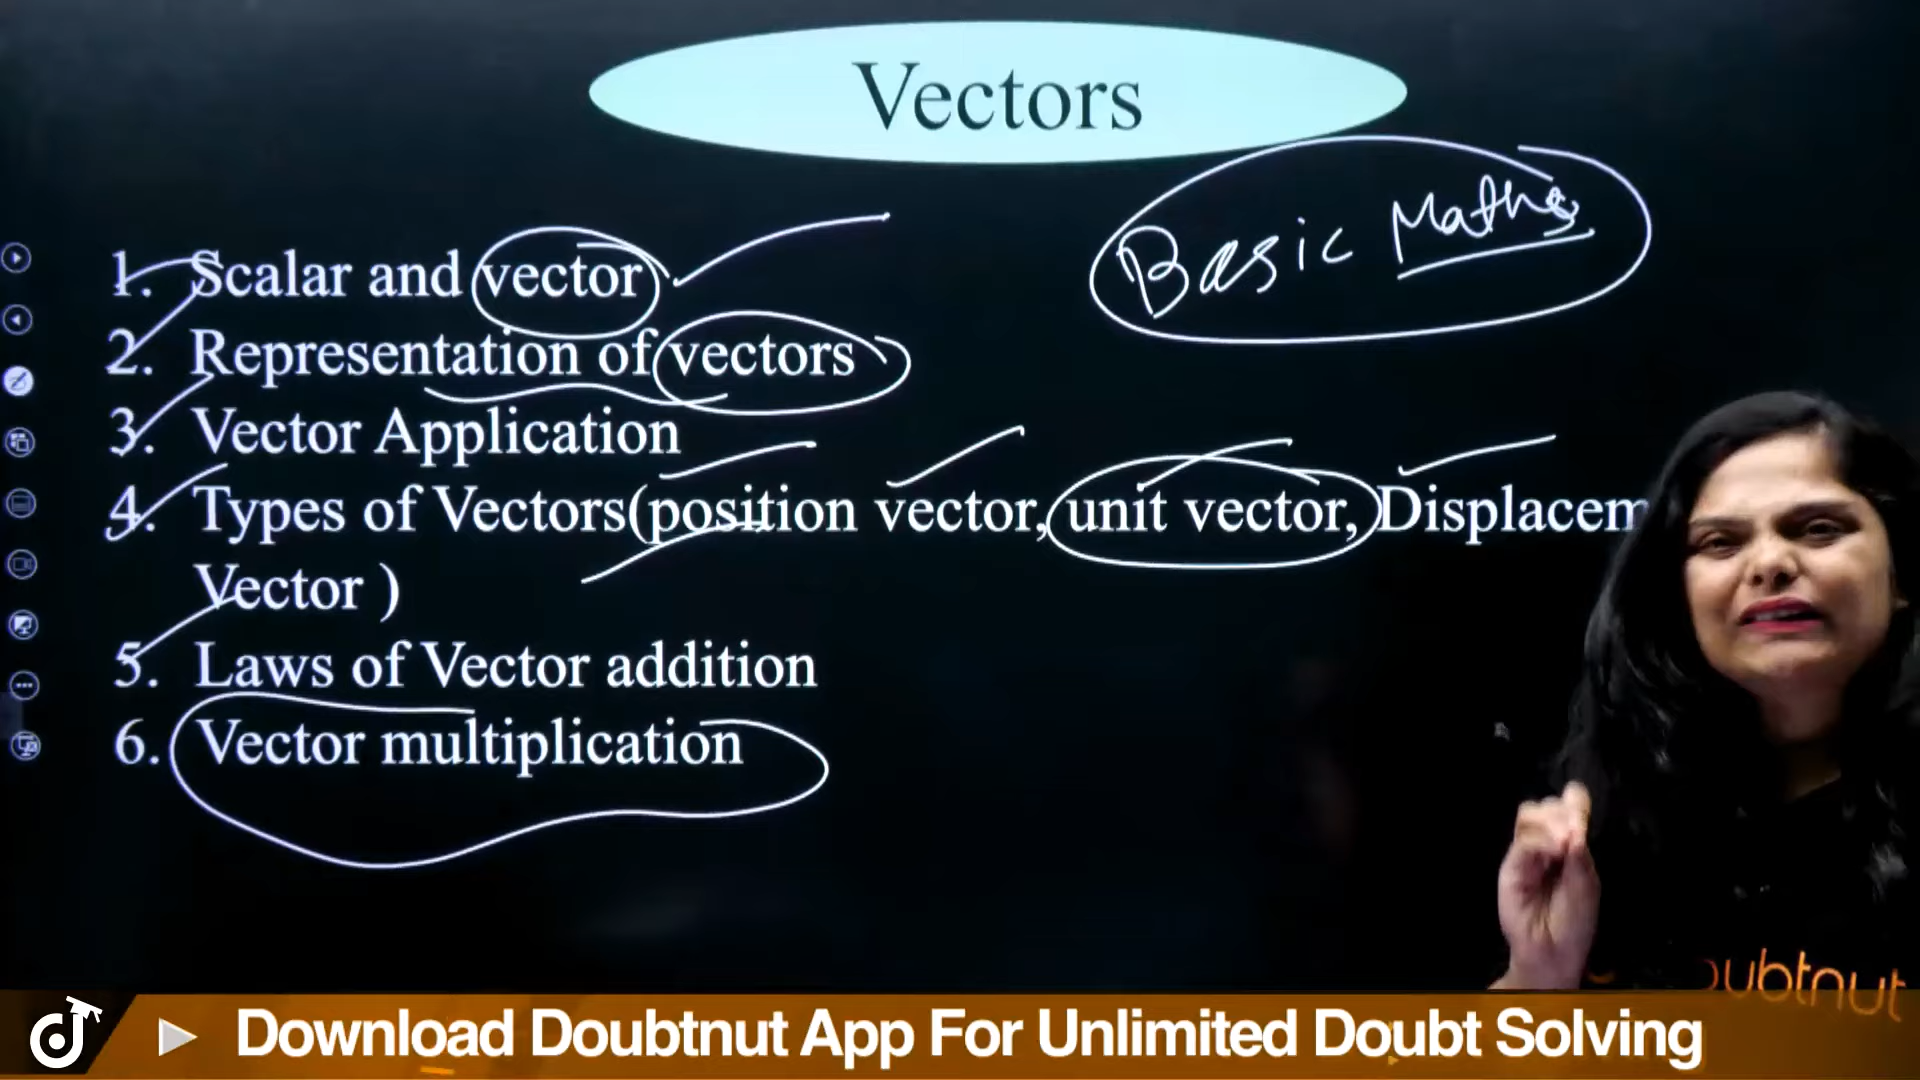 Vectors
Basic Maths
1. Scalar and vector
2. Representation of vectors
3. Vector Application
4. Types of Vectors(position vector, unit vector, Displacem
Vector )
5. Laws of Vector addition
6. Vector multiplication
oubtnut
d Download Doubtnut App For Unlimited Doubt Solving